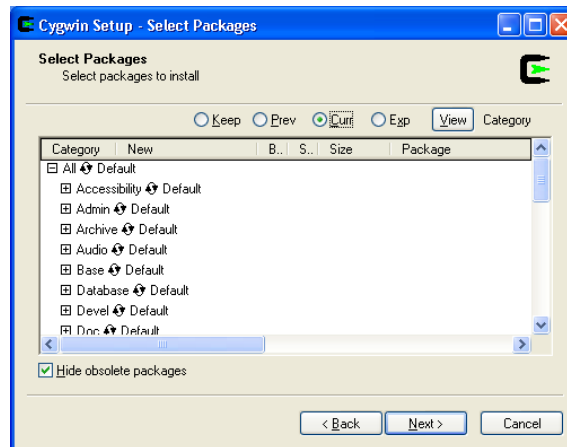 Cygwin Setup - Select Packages
Select Packages
Select packages to install
Keep Prev Curr Exp View Category
Category New B.. S.. Size Package
All Default
Accessibility Default
Admin Default
Archive Default
Audio Default
Base Default
Database Default
Devel Default
Doc Default
Hide obsolete packages
< Back Next > Cancel